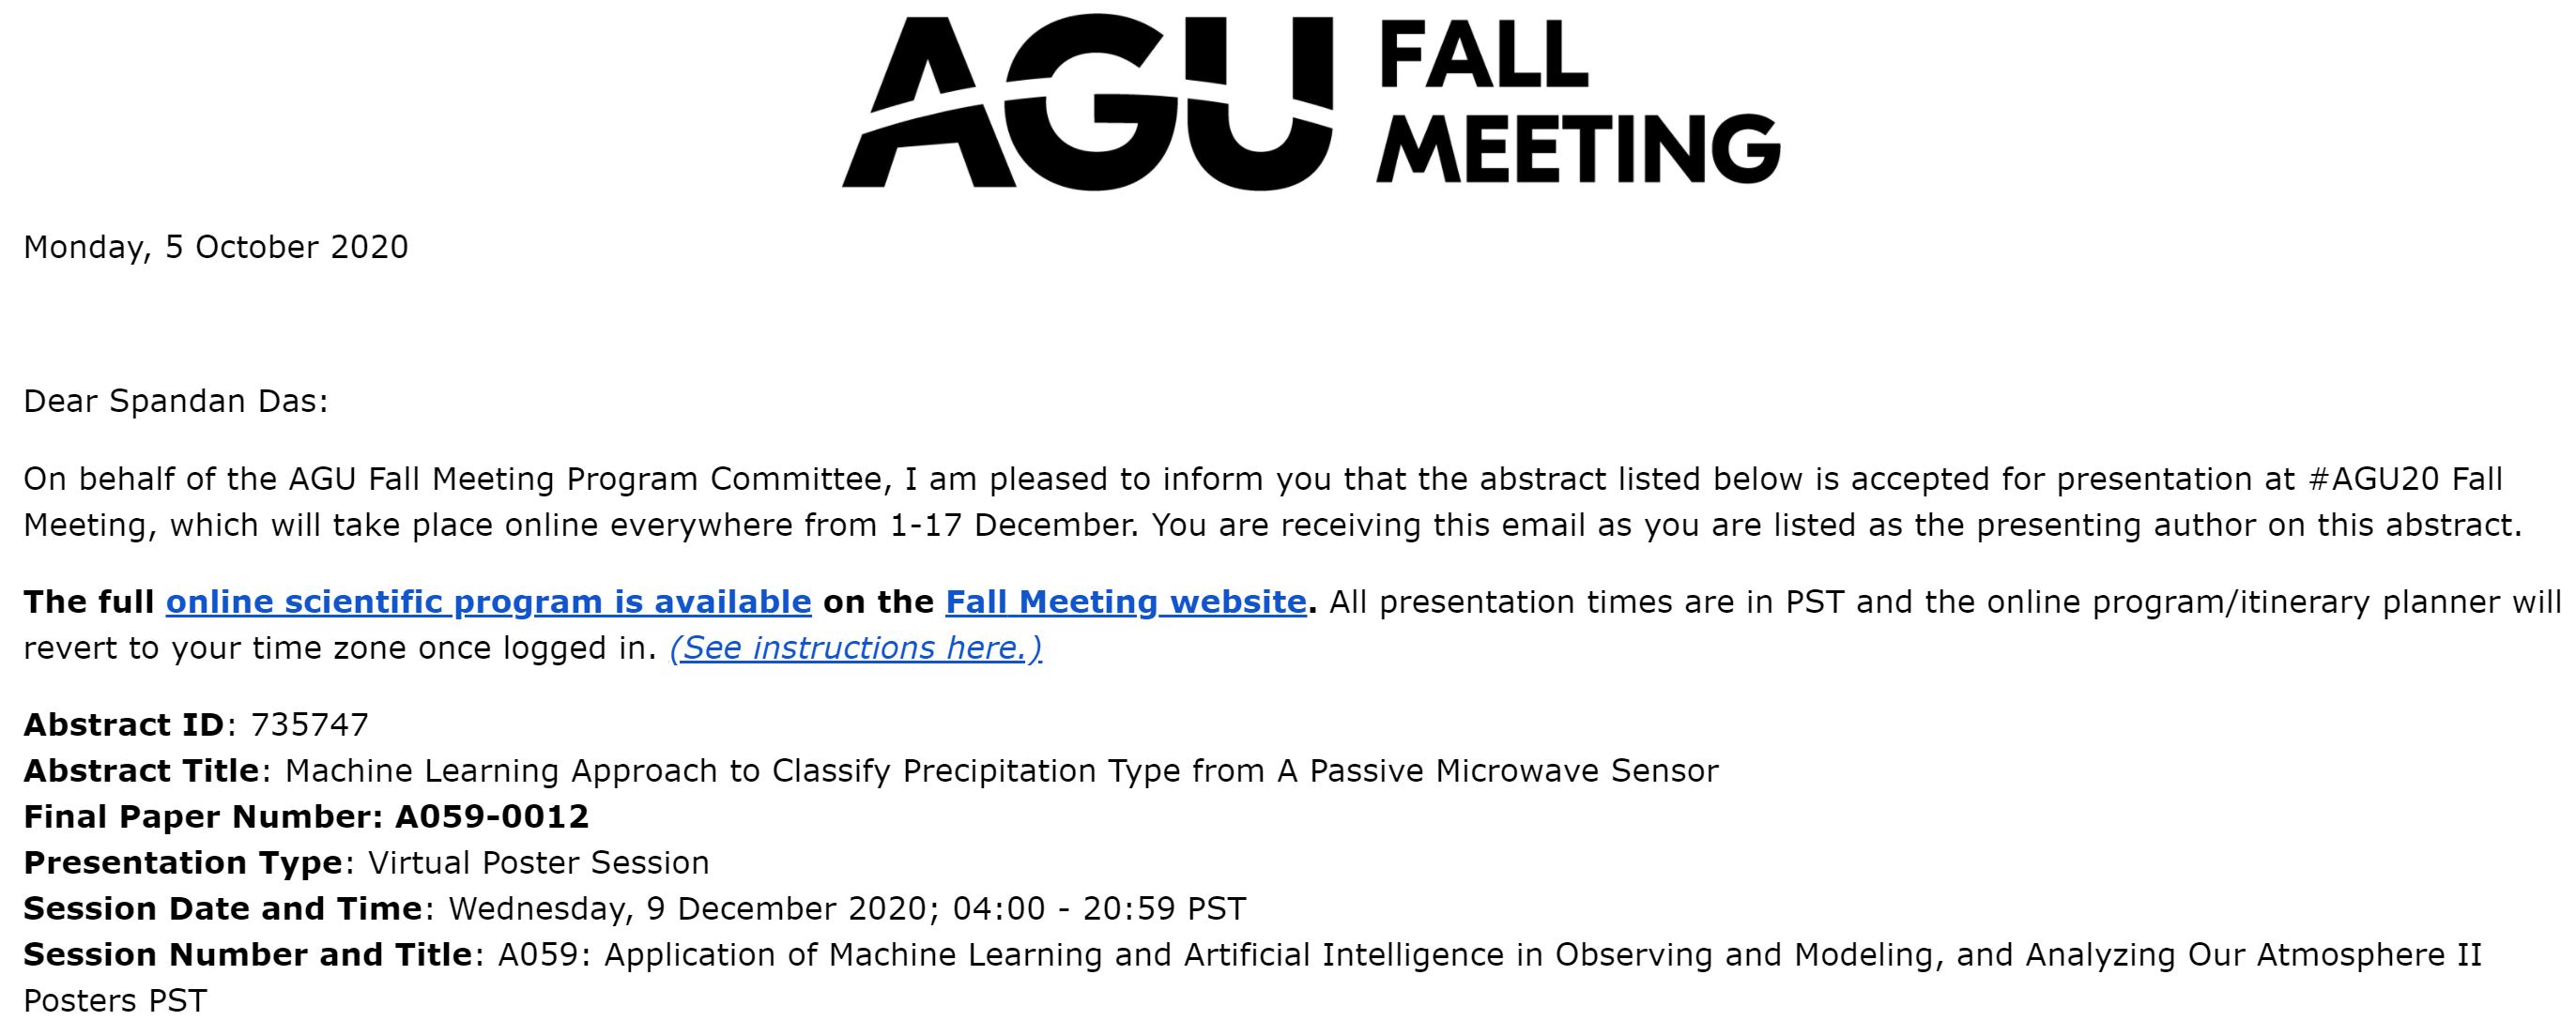 AGU FALL
MEETING
Monday, 5 October 2020
Dear Spandan Das:
On behalf of the AGU Fall Meeting Program Committee, I am pleased to inform you that the abstract listed below is accepted for presentation at #AGU20 Fall
Meeting, which will take place online everywhere from 1-17 December. You are receiving this email as you are listed as the presenting author on this abstract.
The full online scientific program is available on the Fall Meeting website. All presentation times are in PST and the online program/itinerary planner will
revert to your time zone once logged in. (See instructions here.)
Abstract ID: 735747
Abstract Title: Machine Learning Approach to Classify Precipitation Type from A Passive Microwave Sensor
Final Paper Number: A059-0012
Presentation Type: Virtual Poster Session
Session Date and Time: Wednesday, 9 December 2020; 04:00 - 20:59 PST
Session Number and Title: A059: Application of Machine Learning and Artificial Intelligence in Observing and Modeling, and Analyzing Our Atmosphere II
Posters PST